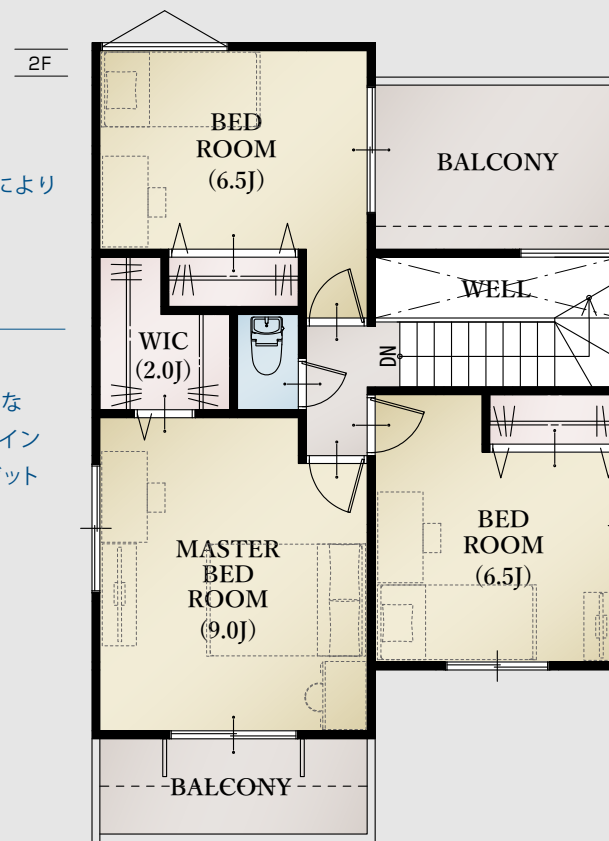 2F
により
な
イン
ット
BED
ROOM
(6.5J)
BALCONY
WELL
WIC
(2.0J)
DN
MASTER
BED
ROOM
(9.0J)
BED
ROOM
(6.5J)
BALCONY